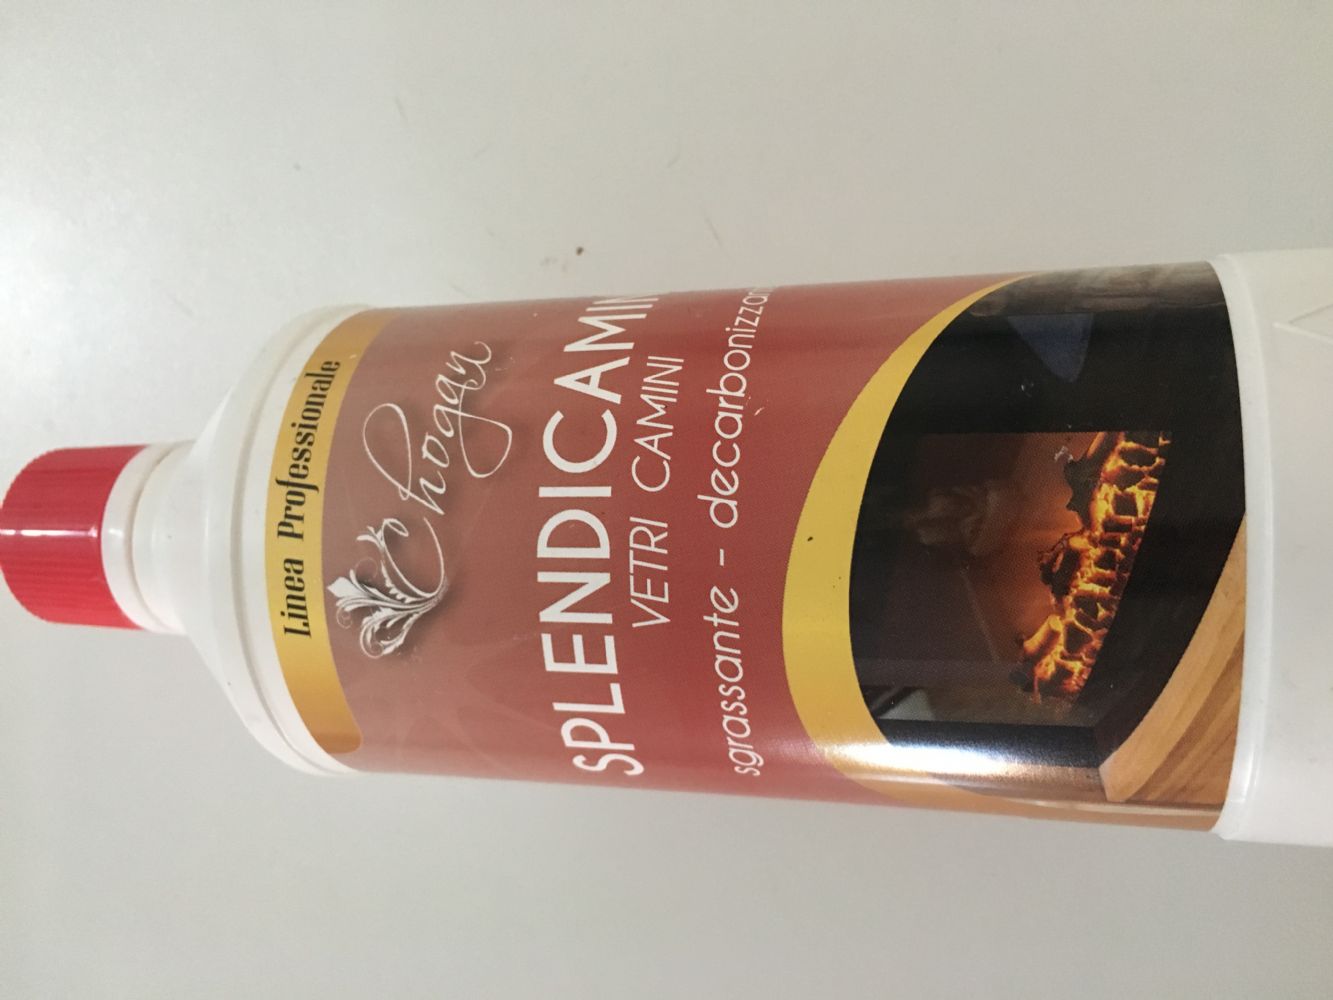 Linea Professionale
Chogan
SPLENDICAMIN
VETRI CAMINI
sgrassante - decarbonizzan